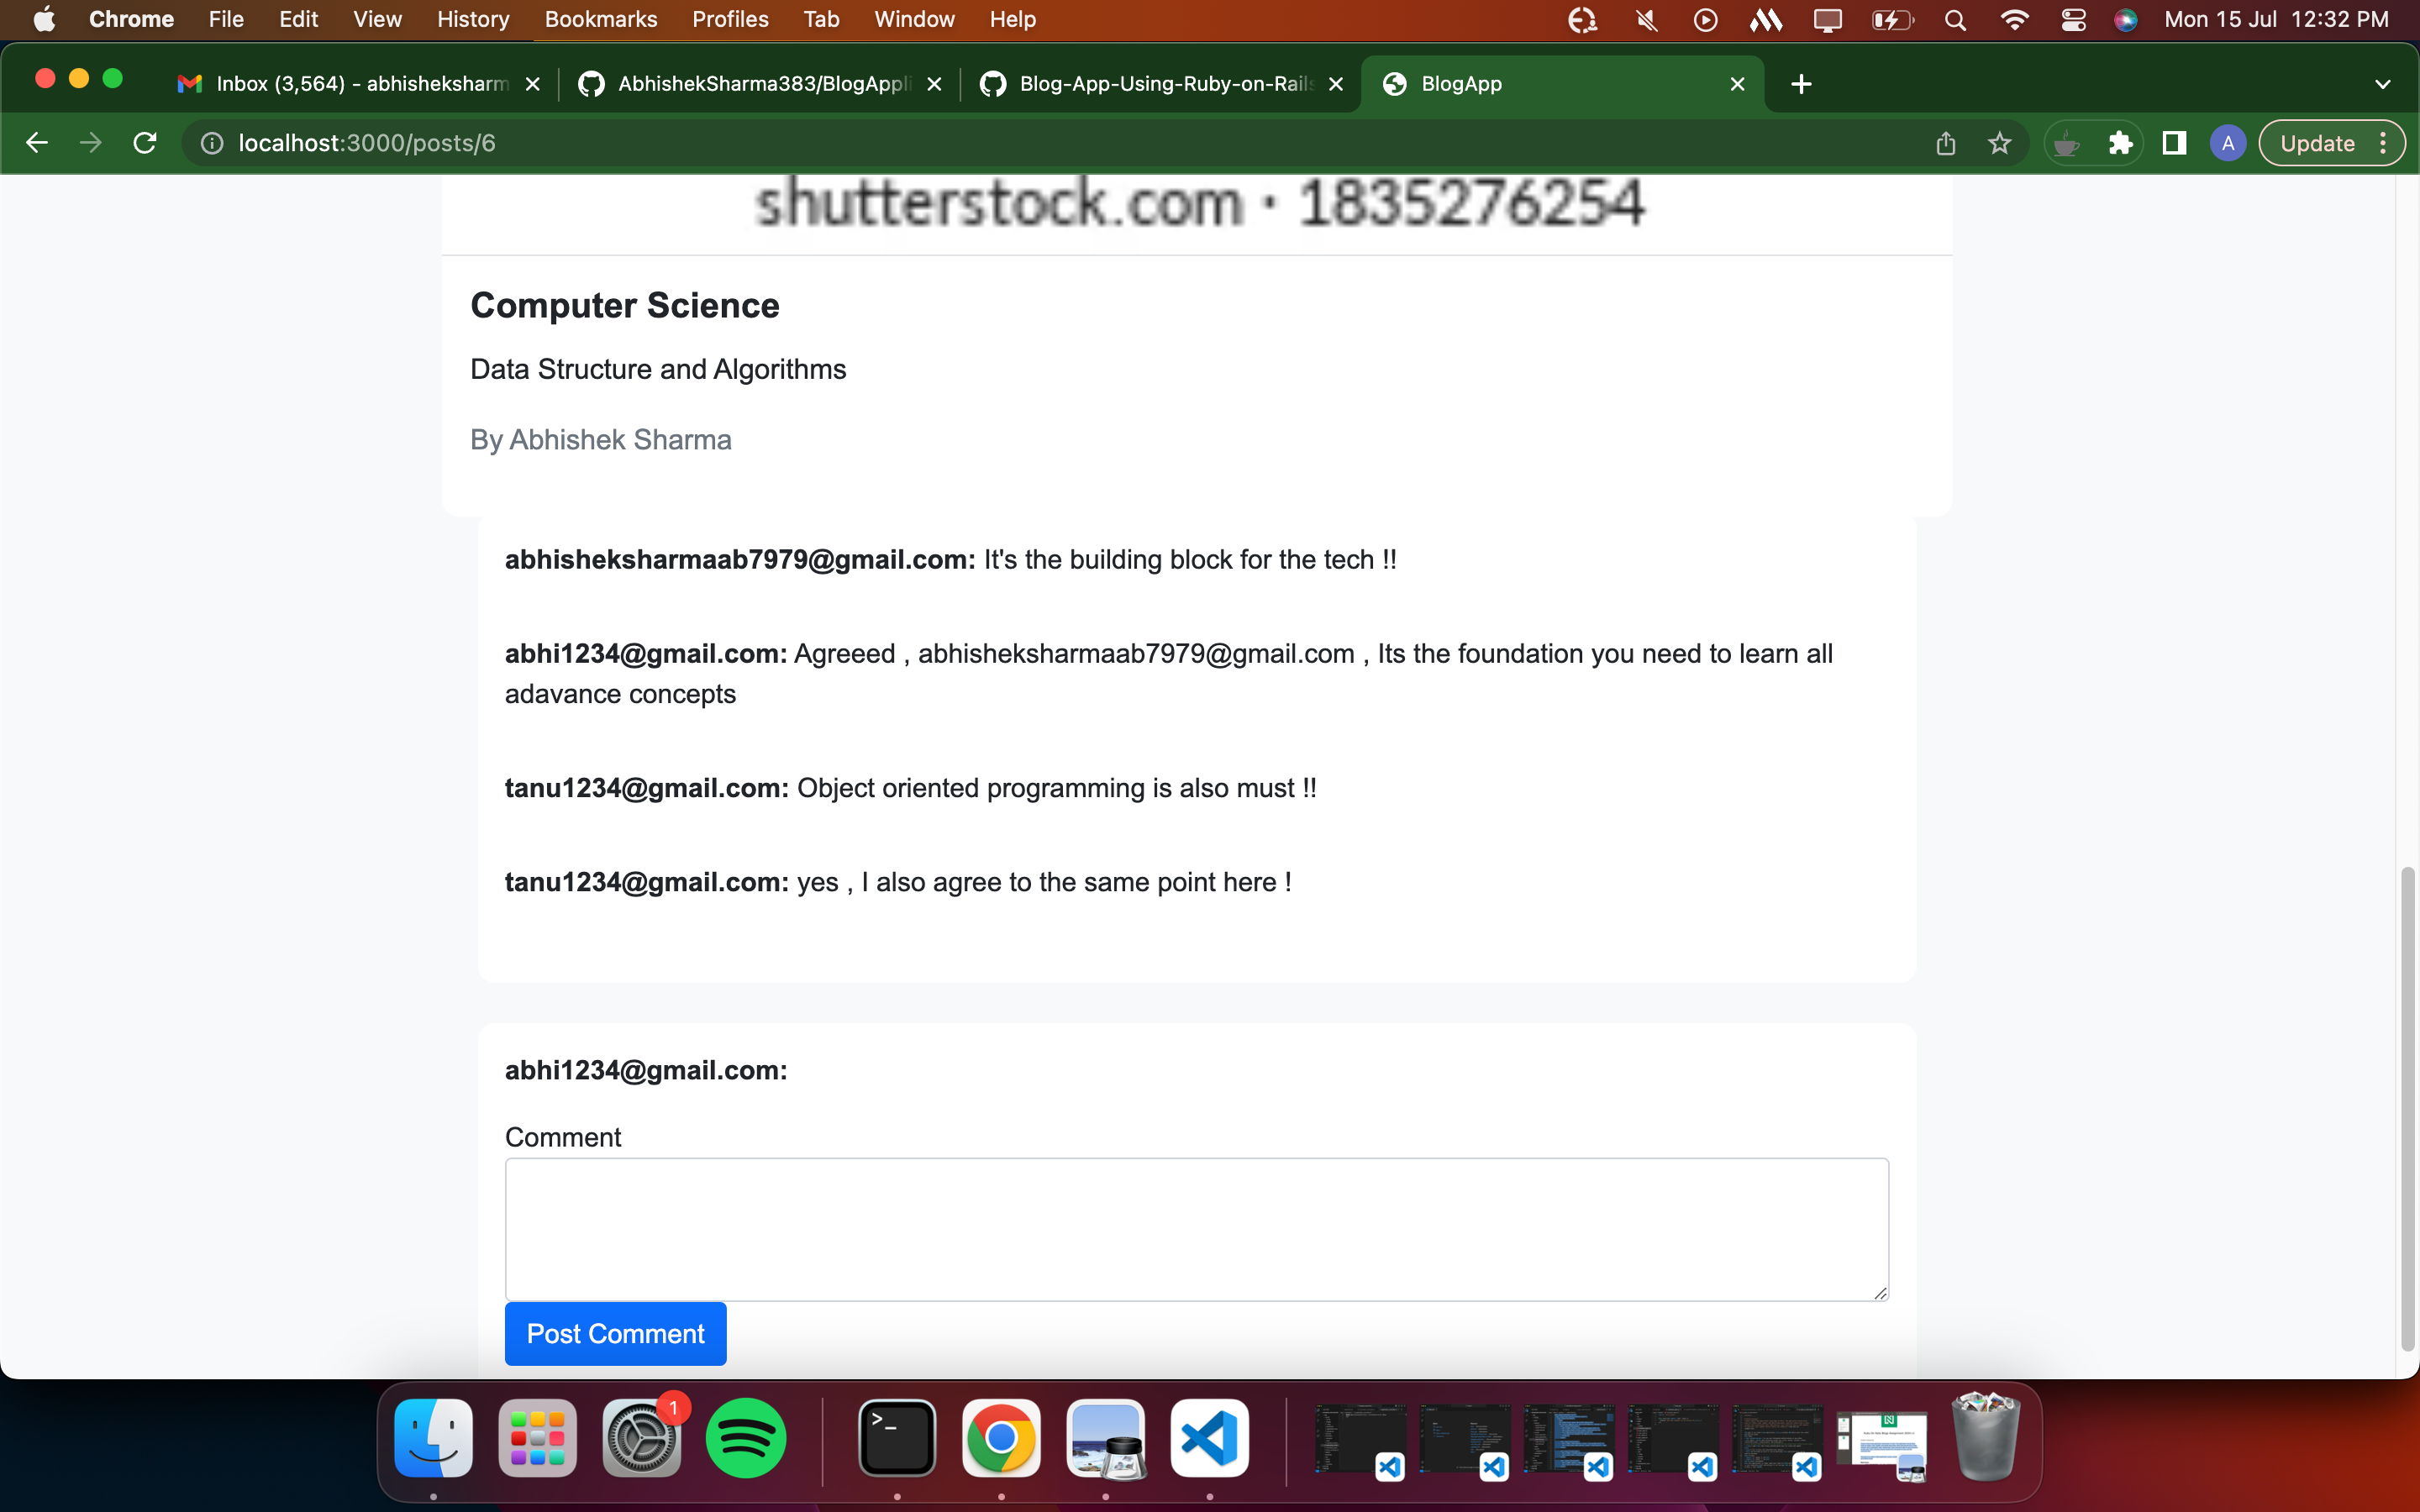 Chrome File Edit View History Bookmarks Profiles Tab Window Help Mon 15 Jul 12:32 PM
Inbox (3,564) - abhisheksharm AbhishekSharma383/BlogAppli Blog-App-Using-Ruby-on-Rails BlogApp
localhost:3000/posts/6 A Update
shutterstock.com · 1835276254
Computer Science
Data Structure and Algorithms
By Abhishek Sharma
abhisheksharmaab7979@gmail.com: It's the building block for the tech !!
abhi1234@gmail.com: Agreeed , abhisheksharmaab7979@gmail.com , Its the foundation you need to learn all
adavance concepts
tanu1234@gmail.com: Object oriented programming is also must !!
tanu1234@gmail.com: yes , I also agree to the same point here !
abhi1234@gmail.com:
Comment
Post Comment
1